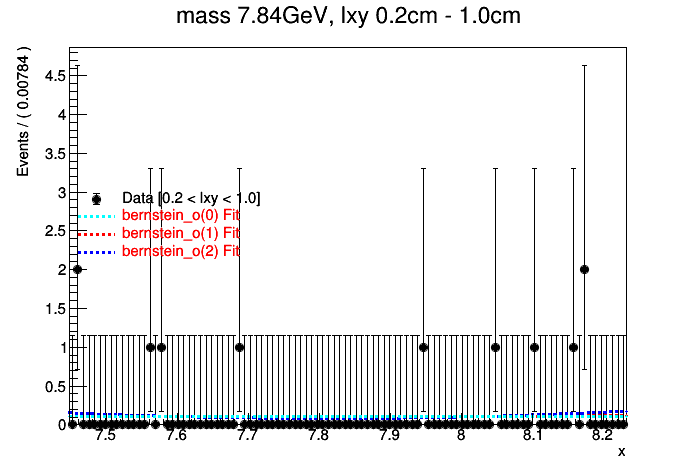 mass 7.84GeV, lxy 0.2cm - 1.0cm
Events / ( 0.00784 )
4.5
4
3.5
3
2.5
2
1.5
1
0.5
0
Data [0.2 < lxy < 1.0]
bernstein_o(0) Fit
bernstein_o(1) Fit
bernstein_o(2) Fit
7.5 7.6 7.7 7.8 7.9 8 8.1 8.2
x